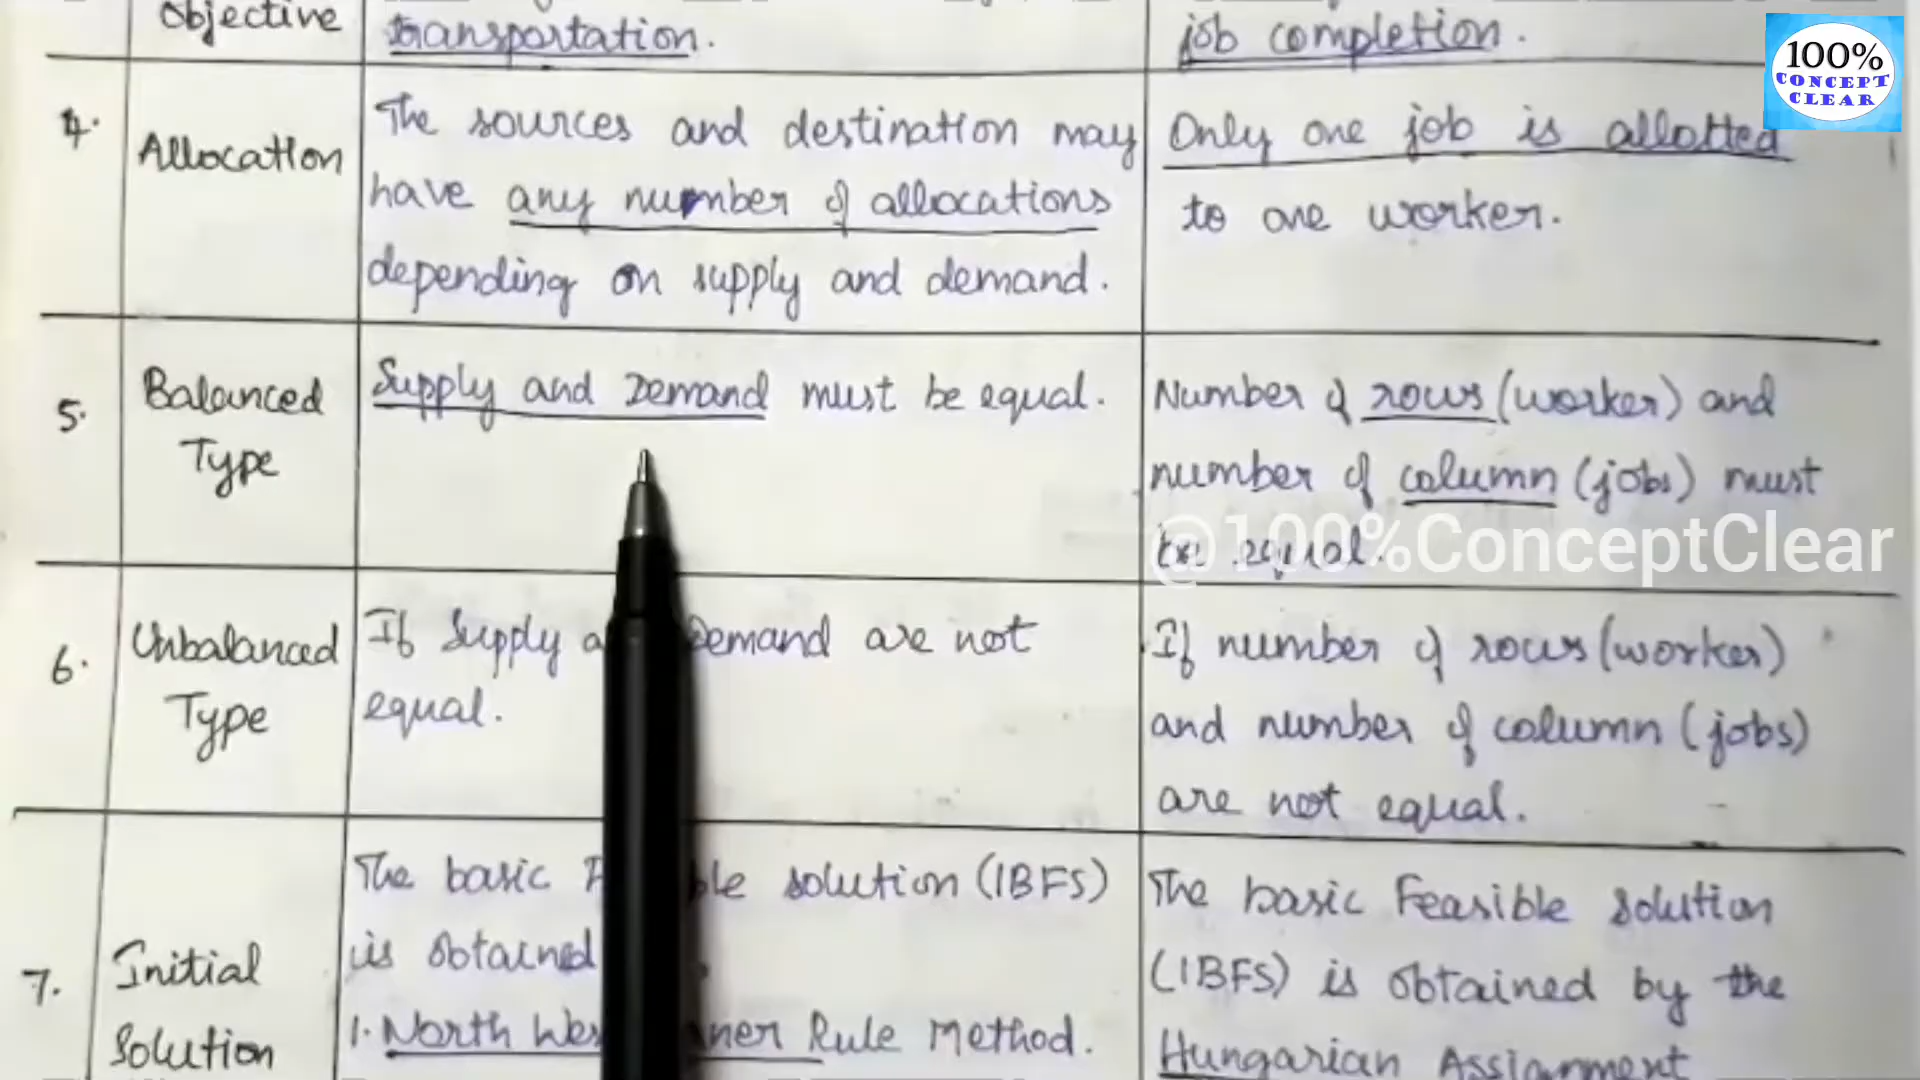 Objective
transportation.
job completion.
100%
CONCEPT
CLEAR
4.
Allocation
The sources and destination may
have any number of allocations
depending on supply and demand.
Only one job is allotted
to one worker.
5.
Balanced
Type
Supply and Demand must be equal.
Number of rows (worker) and
number of column (jobs) must
be equal.
@100%ConceptClear
6.
Unbalanced
Type
If Supply Demand are not
equal.
If number of rows (worker)
and number of column (jobs)
are not equal.
7.
Initial
Solution
The basic solution (IBFS)
is obtained
1. North Rule Method.
The basic Feasible solution
(IBFS) is obtained by the
Hungarian Assignment